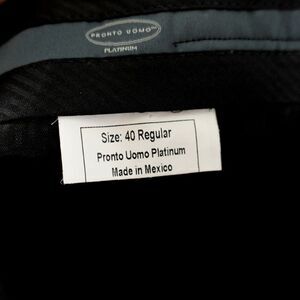 PRONTO UOMO
PLATINUM
Size: 40 Regular
Pronto Uomo Platinum
Made in Mexico